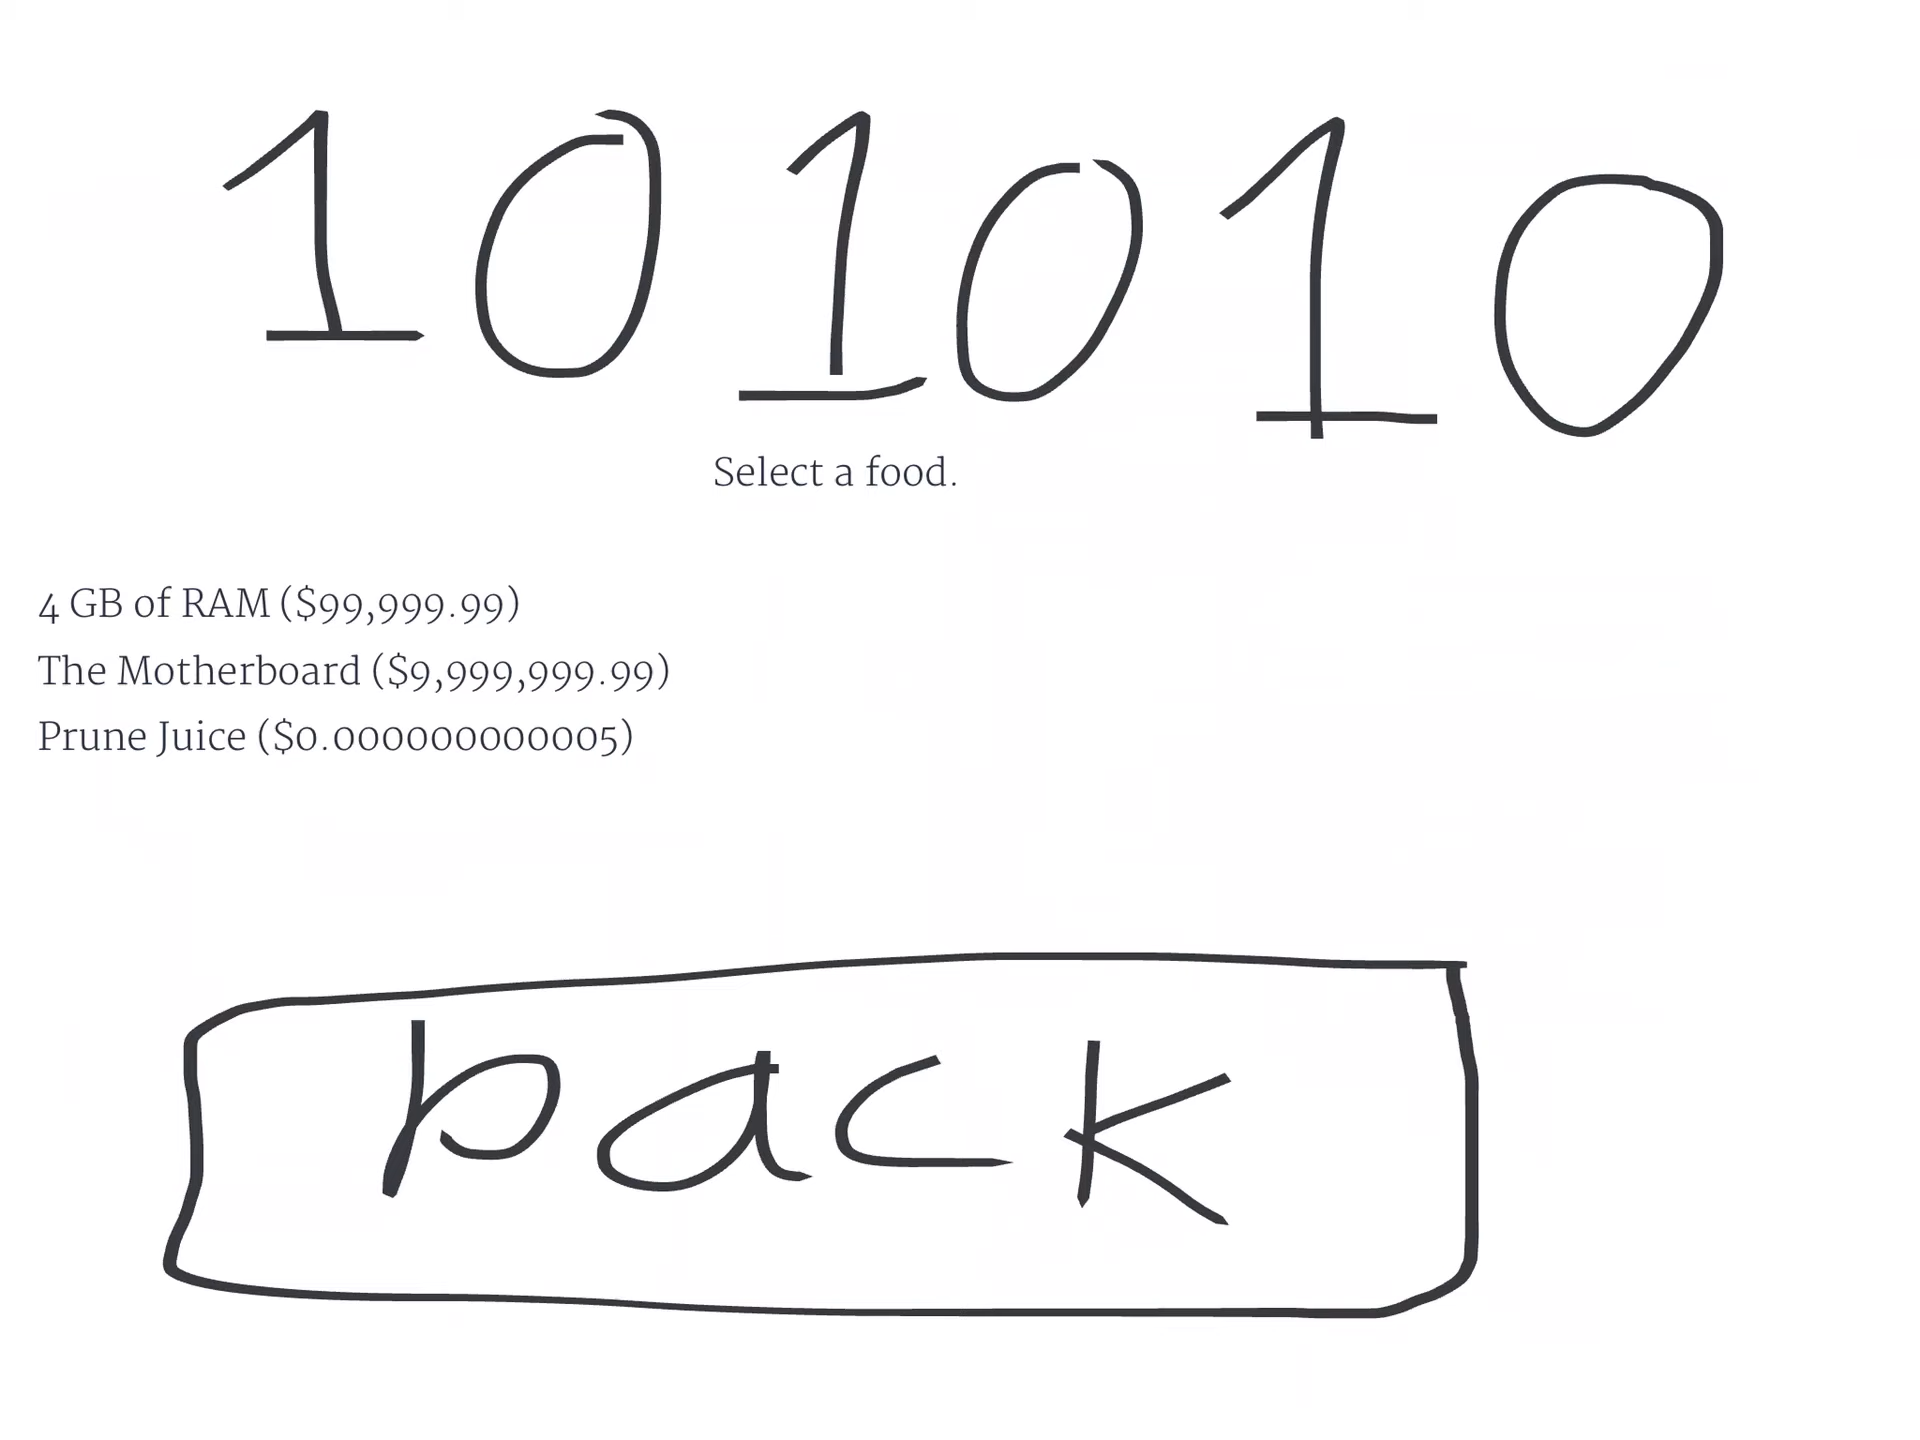 101010
Select a food.
4 GB of RAM ($99,999.99)
The Motherboard ($9,999,999.99)
Prune Juice ($0.000000000005)
back